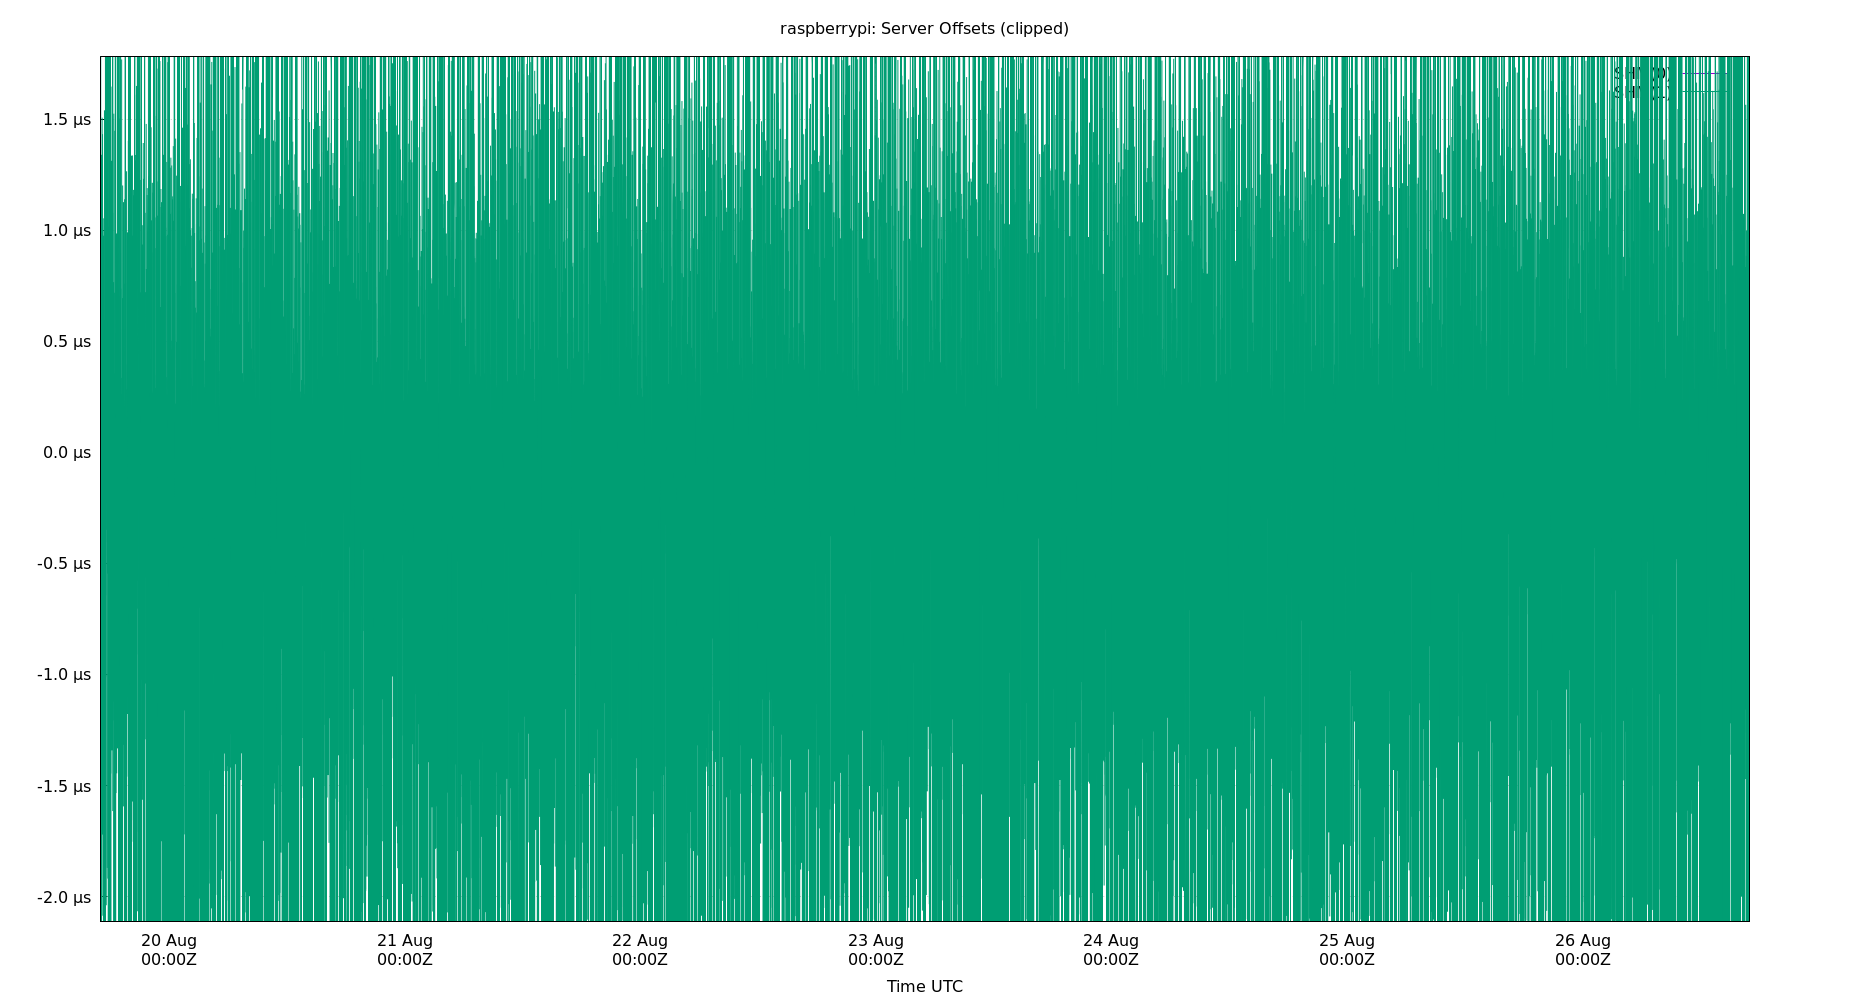 raspberrypi: Server Offsets (clipped)
1.5 µs
1.0 µs
0.5 µs
0.0 µs
-0.5 µs
-1.0 µs
-1.5 µs
-2.0 µs
20 Aug 21 Aug 22 Aug 23 Aug 24 Aug 25 Aug 26 Aug
00:00Z 00:00Z 00:00Z 00:00Z 00:00Z 00:00Z 00:00Z
Time UTC